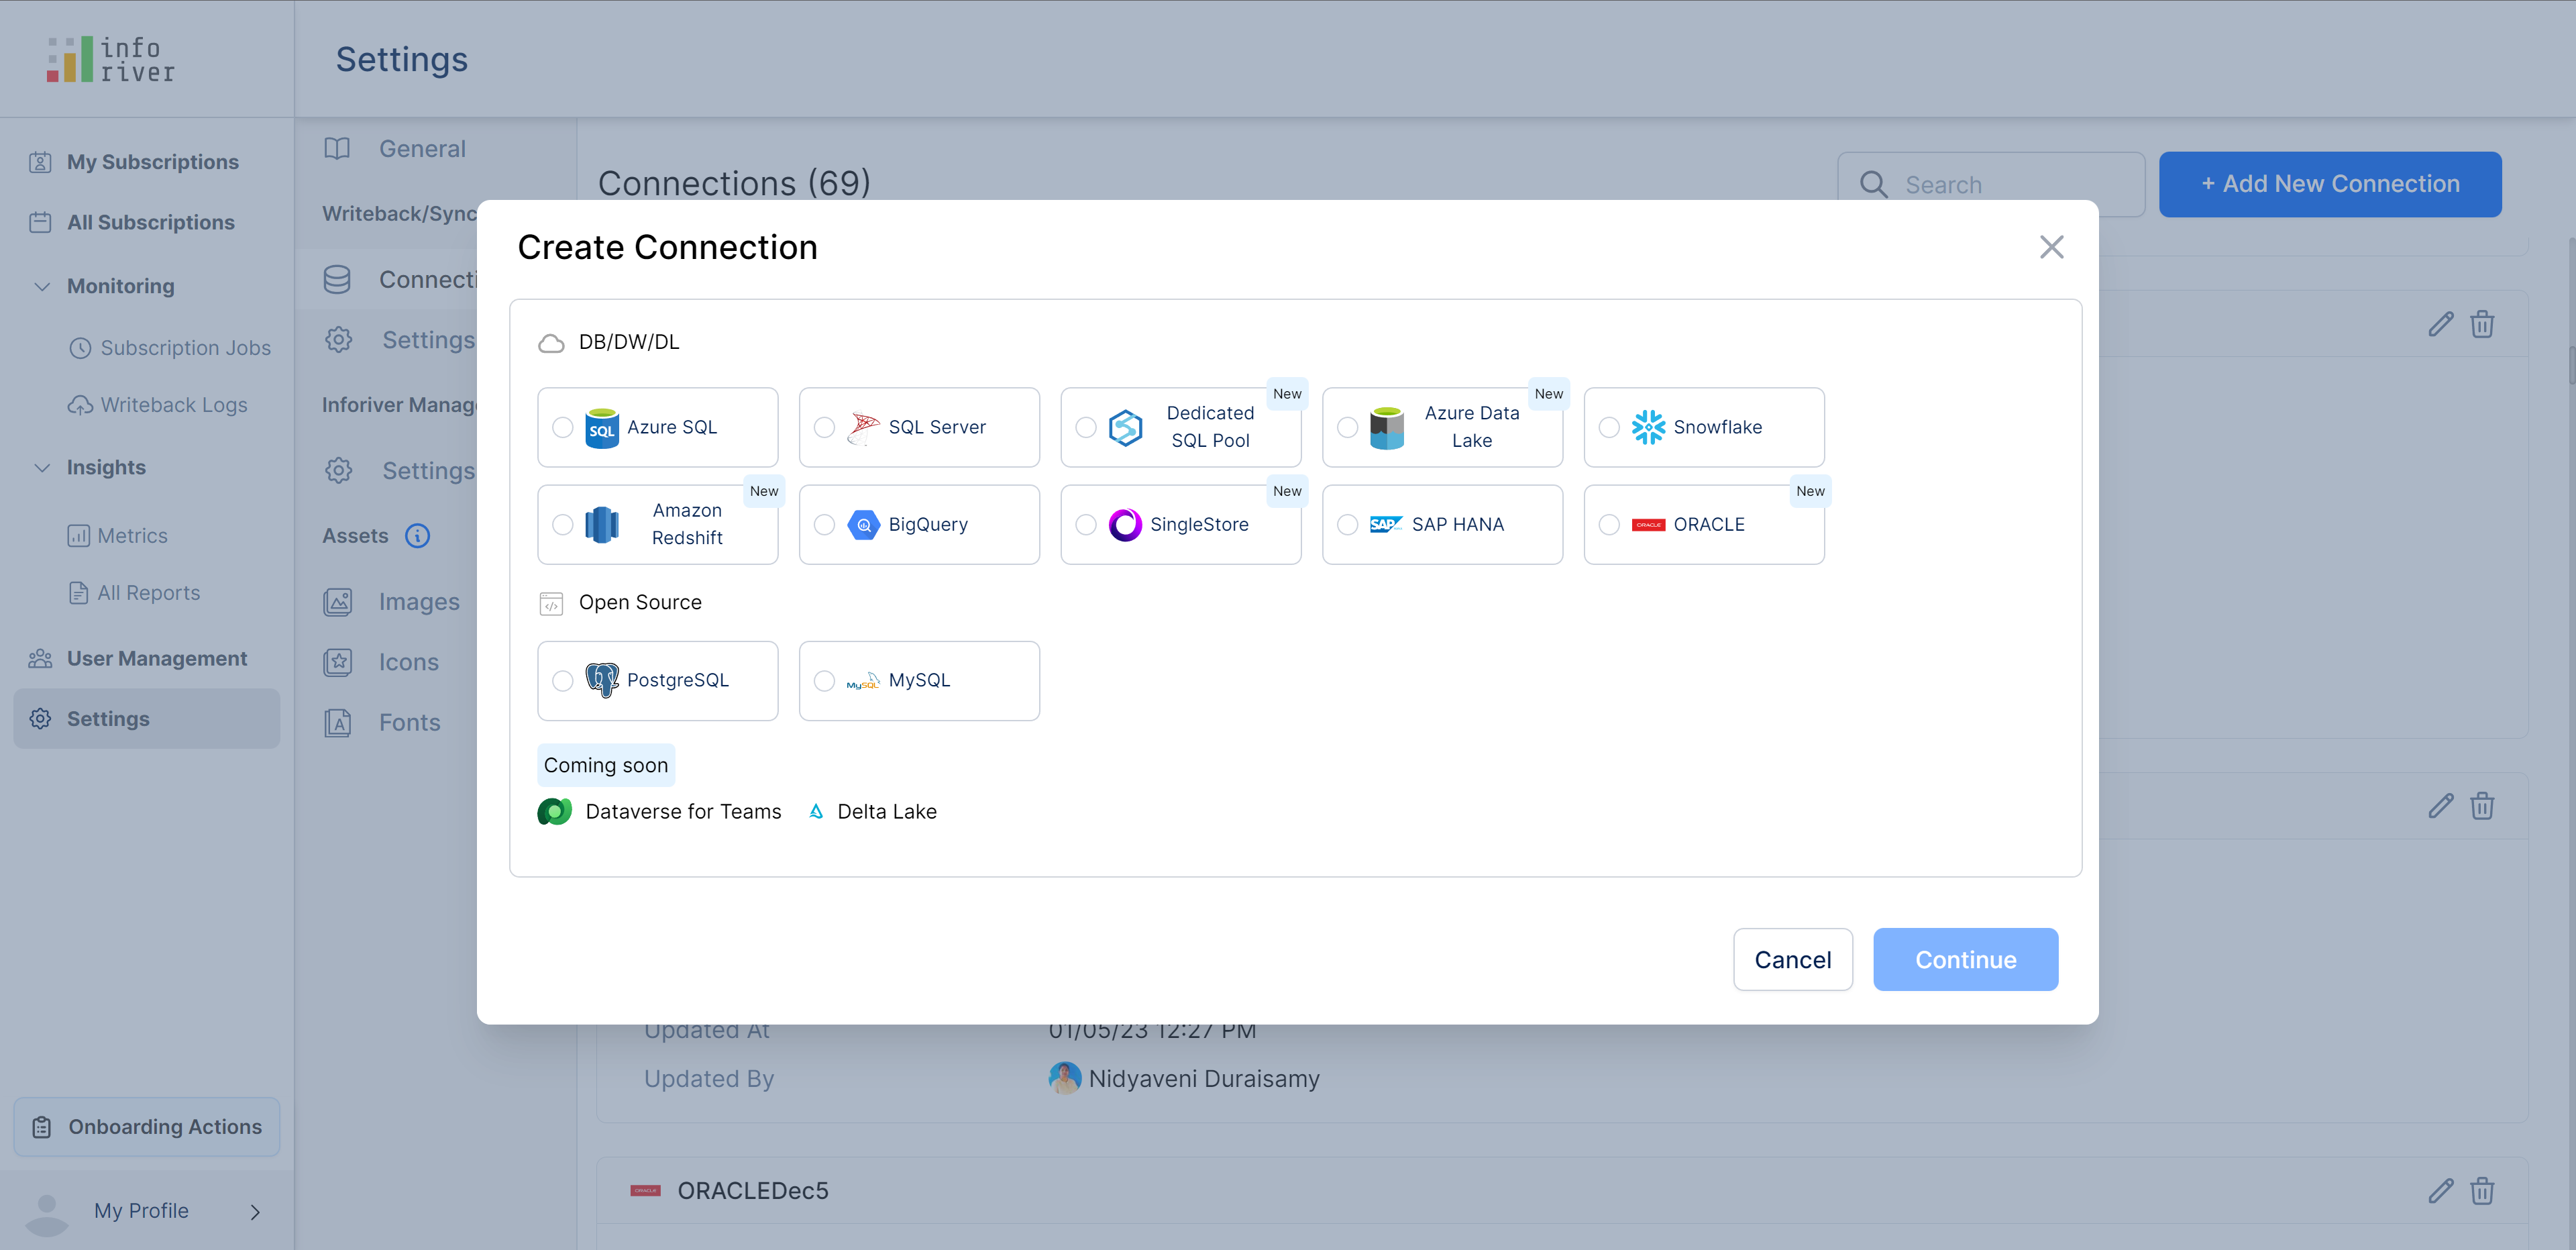 info
river
Settings
My Subscriptions
All Subscriptions
Monitoring
Subscription Jobs
Writeback Logs
Insights
Metrics
All Reports
User Management
Settings
Onboarding Actions
My Profile
General
Writeback/Sync
Connecti
Settings
Inforiver Manag
Settings
Assets
Images
Icons
Fonts
Connections (69)
Search
+ Add New Connection
Create Connection
DB/DW/DL
SQL
Azure SQL
SQL Server
New
Dedicated
SQL Pool
New
Azure Data
Lake
Snowflake
New
Amazon
Redshift
BigQuery
New
SingleStore
SAP
SAP HANA
New
ORACLE
ORACLE
Open Source
PostgreSQL
MySQL
MySQL
Coming soon
Dataverse for Teams
Delta Lake
Cancel
Continue
Updated At
01/05/23 12:27 PM
Updated By
Nidyaveni Duraisamy
ORACLE
ORACLEDec5